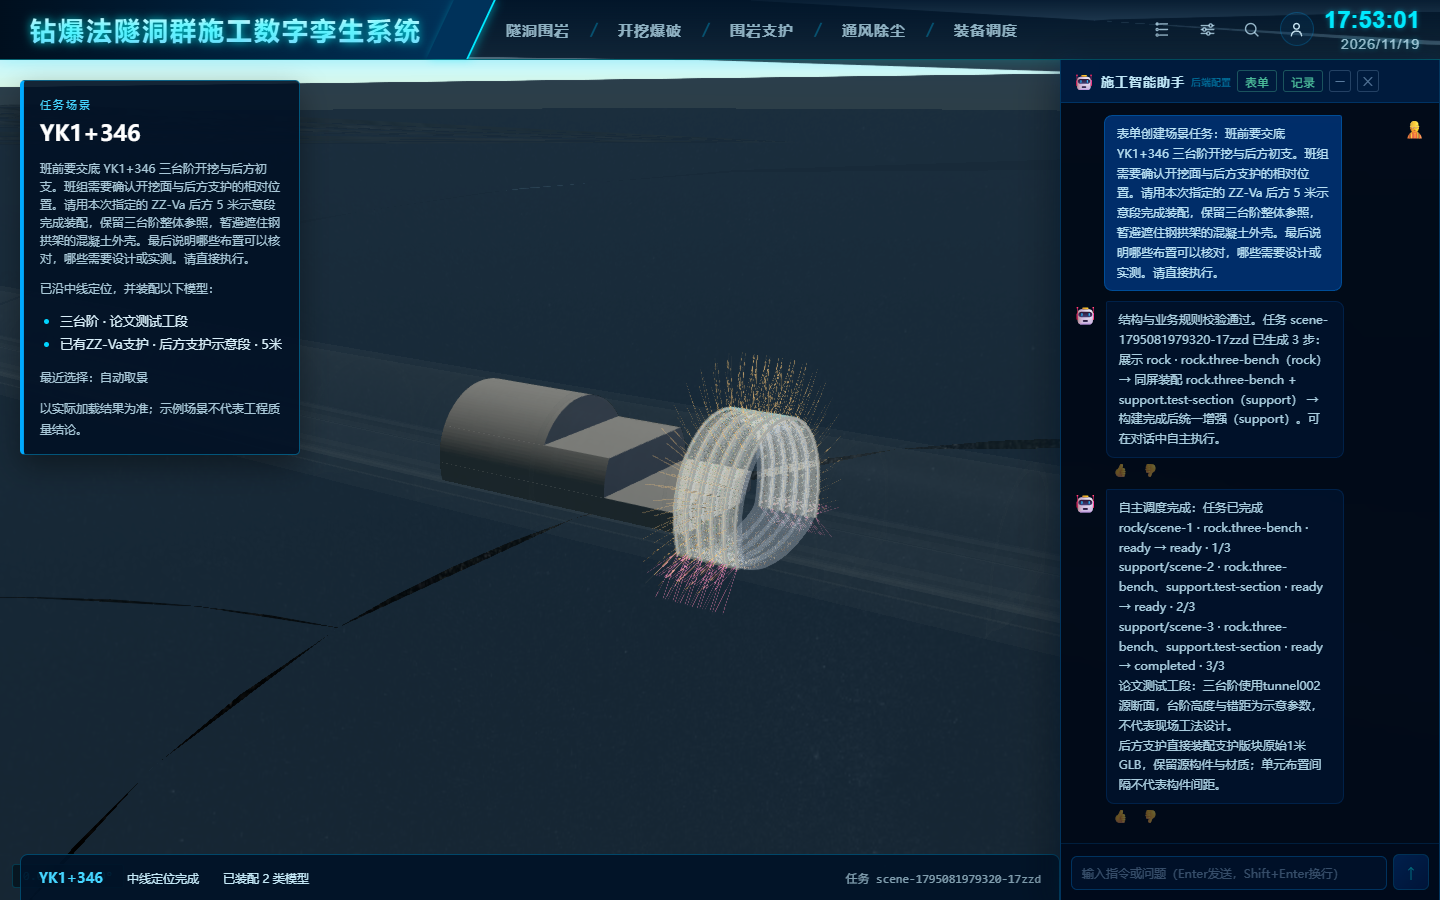 钻爆法隧洞群施工数字孪生系统
隧洞围岩 / 开挖爆破 / 围岩支护 / 通风除尘 / 装备调度
17:53:01
2026/11/19
任务场景
YK1+346
班前要交底 YK1+346 三台阶开挖与后方初
支。班组需要确认开挖面与后方支护的相对位
置。请用本次指定的 ZZ-Va 后方 5 米示意段
完成装配，保留三台阶整体参照，暂避遮住钢
拱架的混凝土外壳。最后说明哪些布置可以核
对，哪些需要设计或实测。请直接执行。
已沿中线定位，并装配以下模型：
三台阶 · 论文测试工段
已有ZZ-Va支护 · 后方支护示意段 · 5米
最近选择：自动取景
以实际加载结果为准；示例场景不代表工程质
量结论。
施工智能助手 后端配置 表单 记录
表单创建场景任务：班前要交底
YK1+346 三台阶开挖与后方初支。班组
需要确认开挖面与后方支护的相对位
置。请用本次指定的 ZZ-Va 后方 5 米示
意段完成装配，保留三台阶整体参照，
暂避遮住钢拱架的混凝土外壳。最后说
明哪些布置可以核对，哪些需要设计或
实测。请直接执行。
结构与业务规则校验通过。任务 scene-
1795081979320-17zzd 已生成 3 步：
展示 rock · rock.three-bench（rock）
→ 同屏装配 rock.three-bench +
support.test-section（support） →
构建完成后统一增强（support）。可
在对话中自主执行。
自主调度完成：任务已完成
rock/scene-1 · rock.three-bench ·
ready → ready · 1/3
support/scene-2 · rock.three-
bench、support.test-section · ready
→ ready · 2/3
support/scene-3 · rock.three-
bench、support.test-section · ready
→ completed · 3/3
论文测试工段：三台阶使用tunnel002
源断面，台阶高度与错距为示意参数，
不代表现场工法设计。
后方支护直接装配支护版块原始1米
GLB，保留源构件与材质；单元布置间
隔不代表构件间距。
YK1+346 中线定位完成 已装配 2 类模型
任务 scene-1795081979320-17zzd
输入指令或问题（Enter发送，Shift+Enter换行） ↑